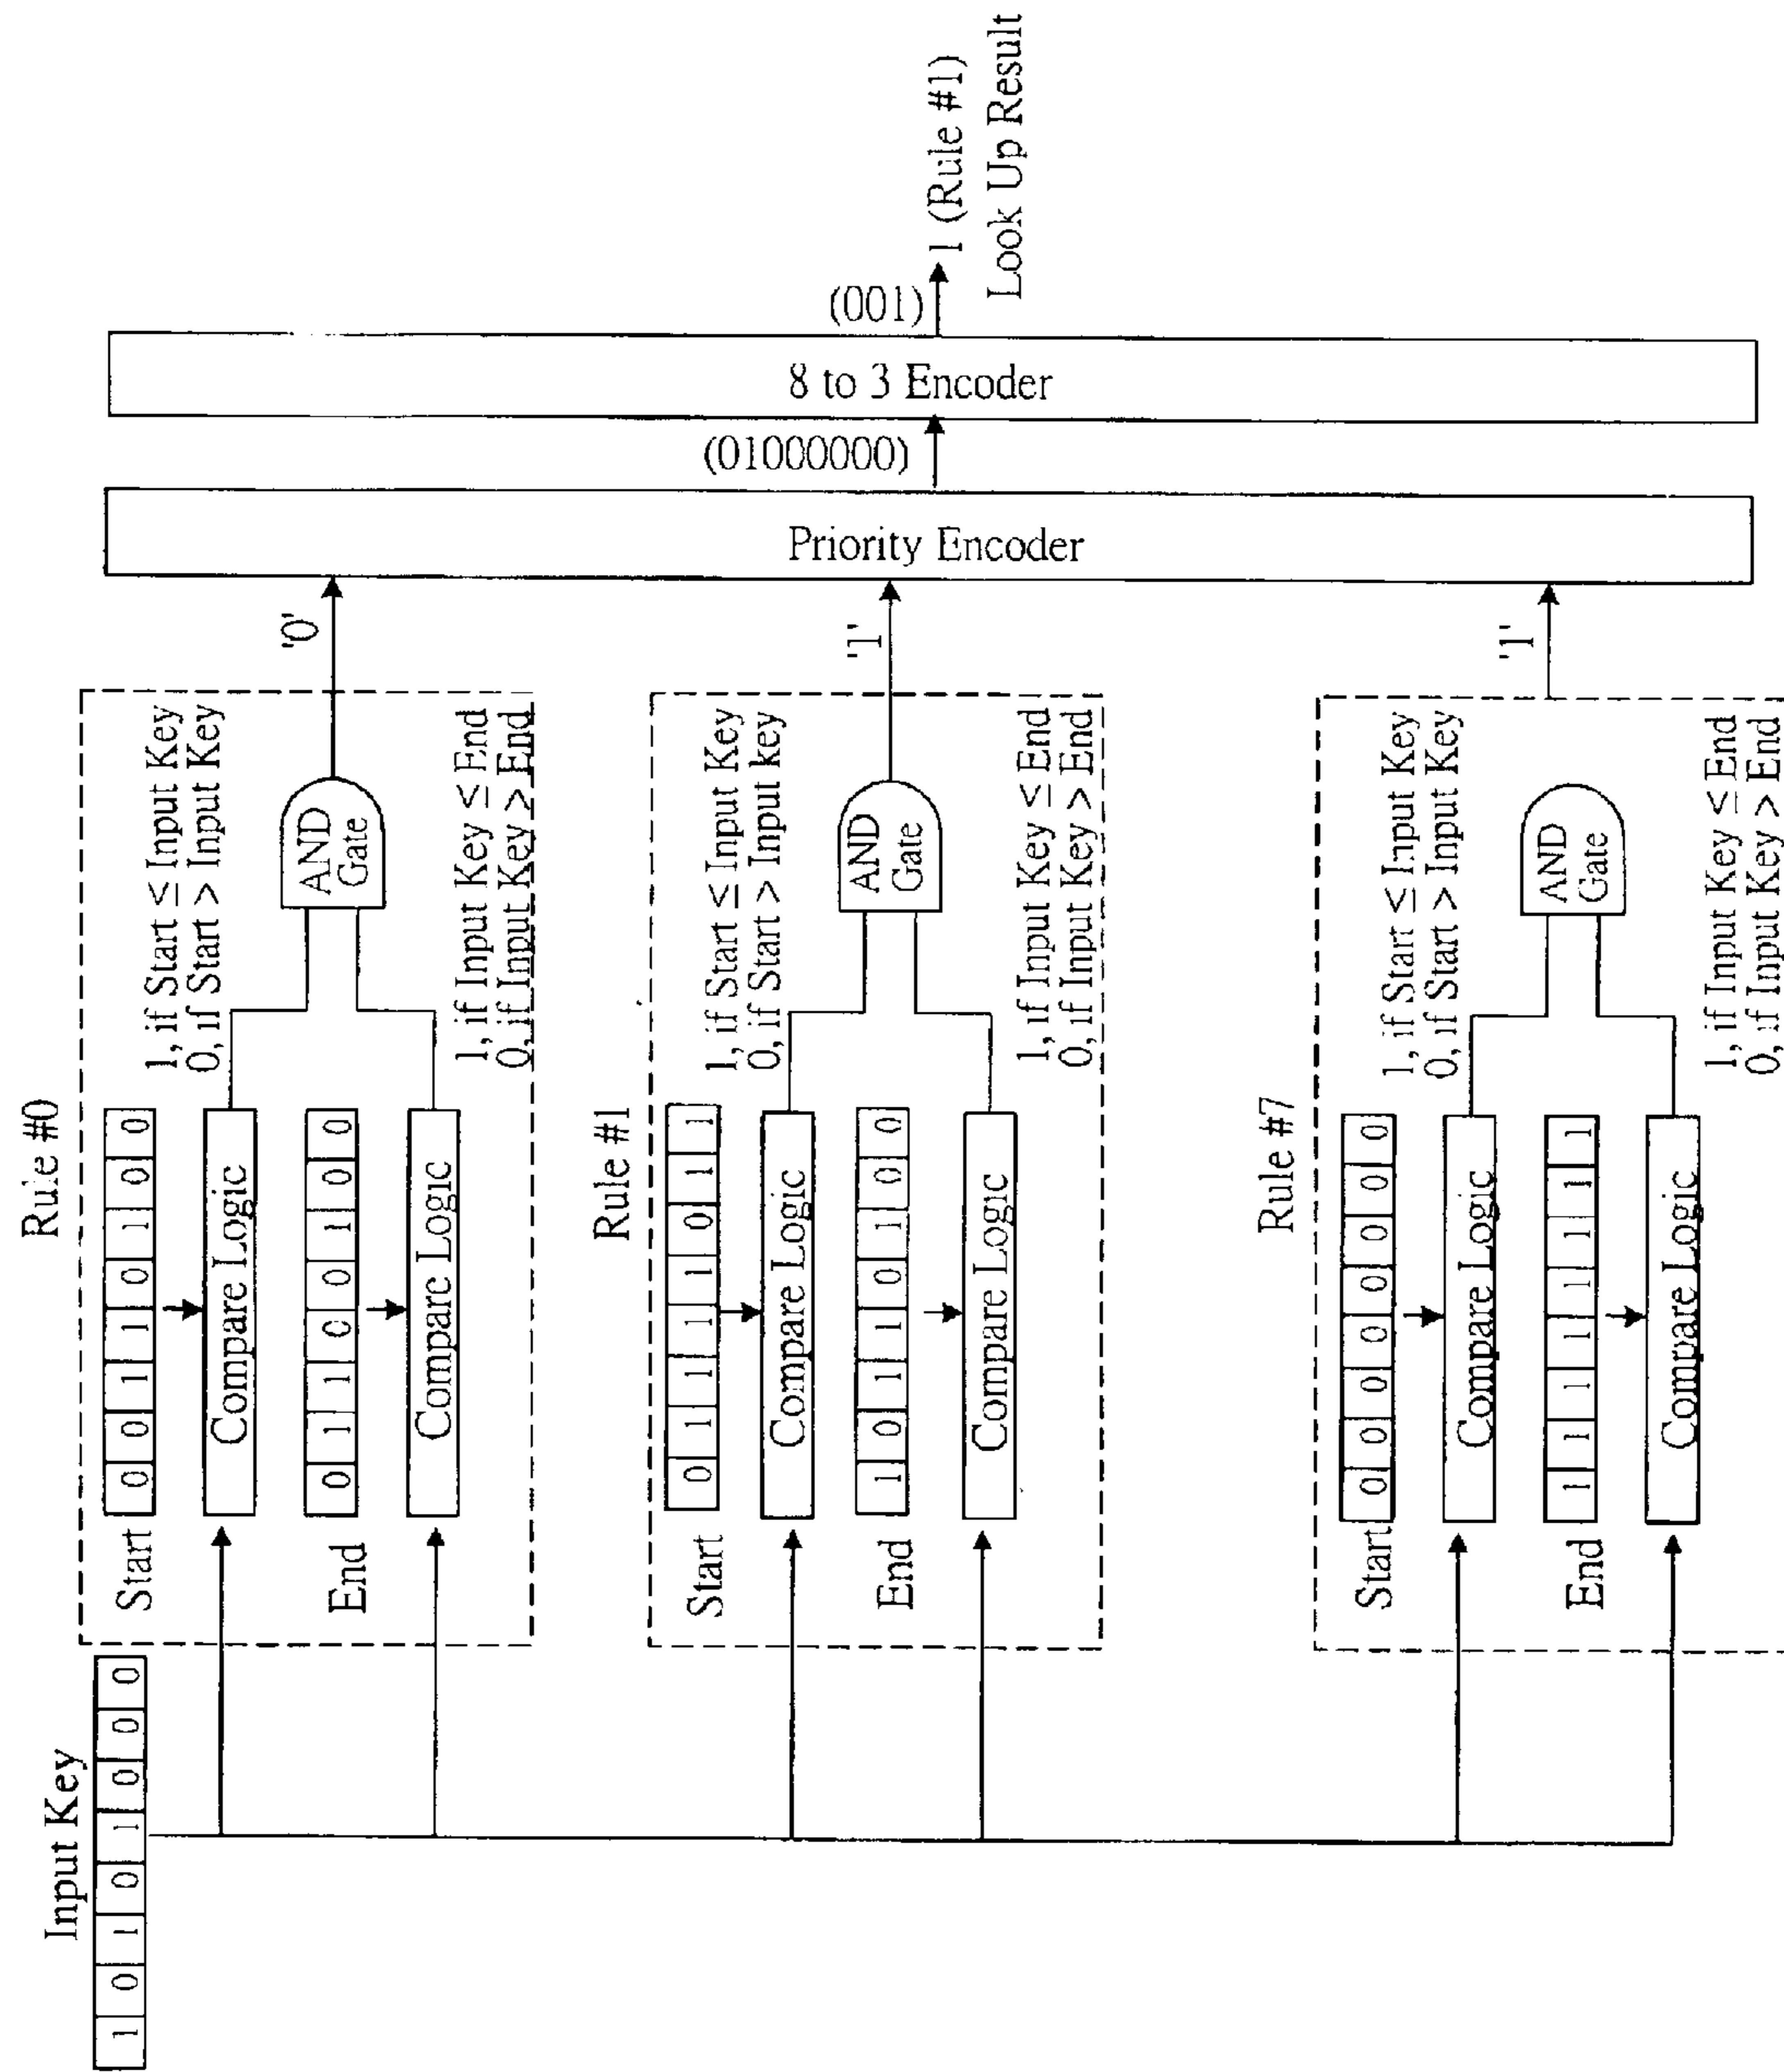 Input Key
1 0 1 0 1 0 0 0
Rule #0
Start
0 0 1 1 0 1 0 0
Compare Logic
1, if Start ≤ Input Key
0, if Start > Input Key
End
0 1 1 0 0 1 0 0
Compare Logic
1, if Input Key ≤ End
0, if Input Key > End
AND
Gate
'0'
Rule #1
Start
0 1 1 1 1 0 1 1
Compare Logic
1, if Start ≤ Input Key
0, if Start > Input key
End
1 0 1 1 0 1 0 0
Compare Logic
1, if Input Key ≤ End
0, if Input Key > End
AND
Gate
'1'
Rule #7
Start
0 0 0 0 0 0 0 0
Compare Logic
1, if Start ≤ Input Key
0, if Start > Input Key
End
1 1 1 1 1 1 1 1
Compare Logic
1, if Input Key ≤ End
0, if Input Key > End
AND
Gate
'1'
Priority Encoder
(01000000)
8 to 3 Encoder
(001)
1 (Rule #1)
Look Up Result